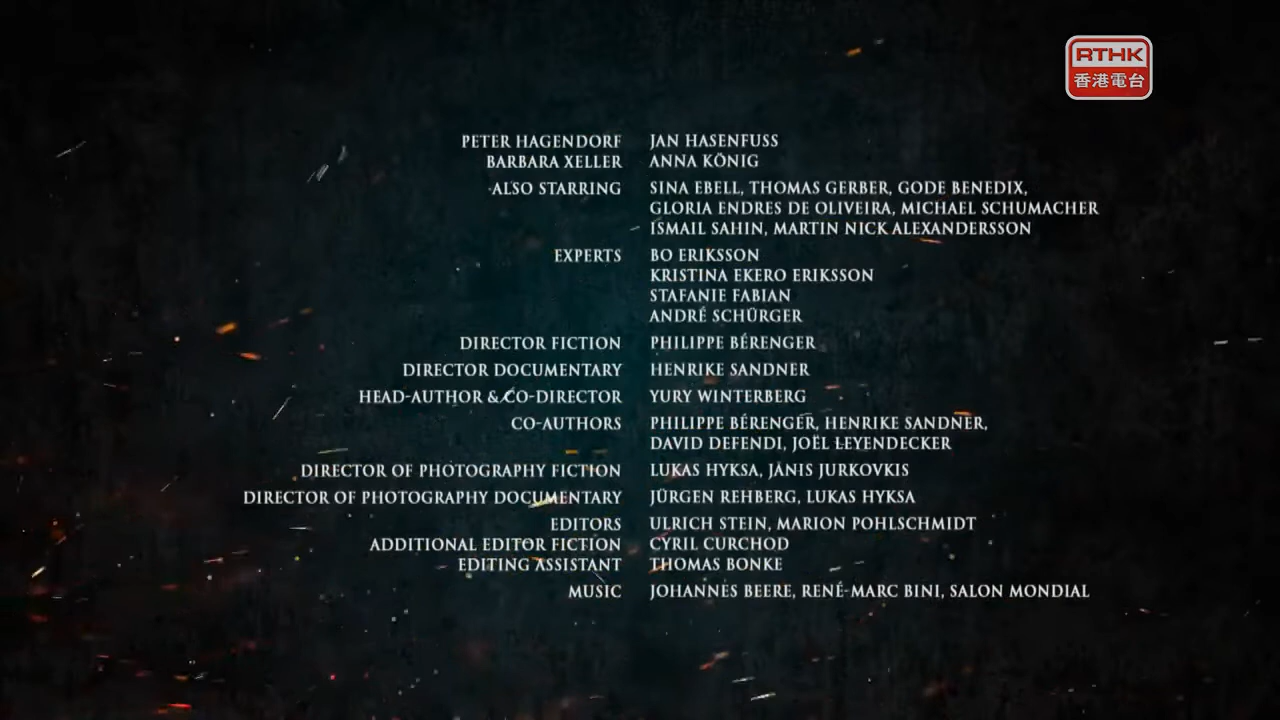 RTHK
香港電台
PETER HAGENDORF JAN HASENFUSS
BARBARA XELLER ANNA KÖNIG
ALSO STARRING SINA EBELL, THOMAS GERBER, GODE BENEDIX,
GLORIA ENDRES DE OLIVEIRA, MICHAEL SCHUMACHER
ISMAIL SAHIN, MARTIN NICK ALEXANDERSSON
EXPERTS BO ERIKSSON
KRISTINA EKERO ERIKSSON
STAFANIE FABIAN
ANDRÉ SCHÜRGER
DIRECTOR FICTION PHILIPPE BÉRENGER
DIRECTOR DOCUMENTARY HENRIKE SANDNER
HEAD-AUTHOR & CO-DIRECTOR YURY WINTERBERG
CO-AUTHORS PHILIPPE BÉRENGER, HENRIKE SANDNER,
DAVID DEFENDI, JOËL LEYENDECKER
DIRECTOR OF PHOTOGRAPHY FICTION LUKAS HYKSA, JANIS JURKOVKIS
DIRECTOR OF PHOTOGRAPHY DOCUMENTARY JÜRGEN REHBERG, LUKAS HYKSA
EDITORS ULRICH STEIN, MARION POHLSCHMIDT
ADDITIONAL EDITOR FICTION CYRIL CURCHOD
EDITING ASSISTANT THOMAS BONKE
MUSIC JOHANNES BEERE, RENÉ-MARC BINI, SALON MONDIAL